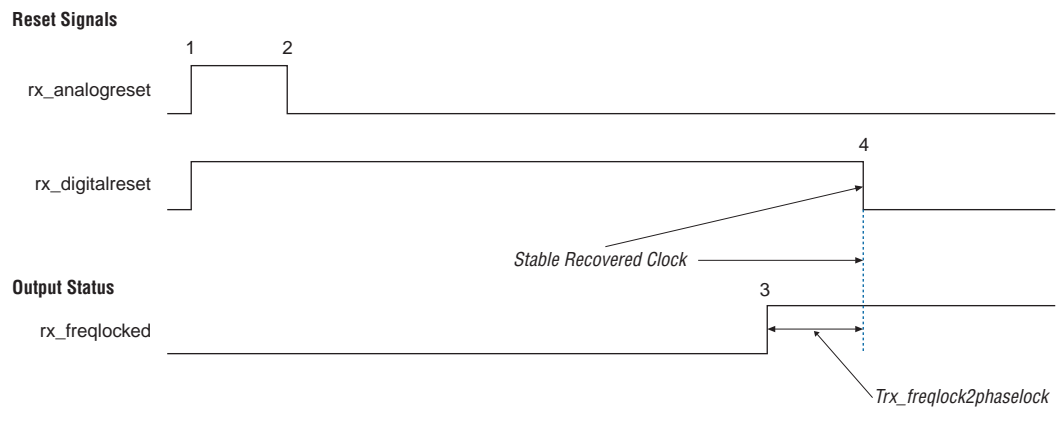 Reset Signals
1 2
rx_analogreset
4
rx_digitalreset
Stable Recovered Clock
Output Status
3
rx_freqlocked
Trx_freqlock2phaselock